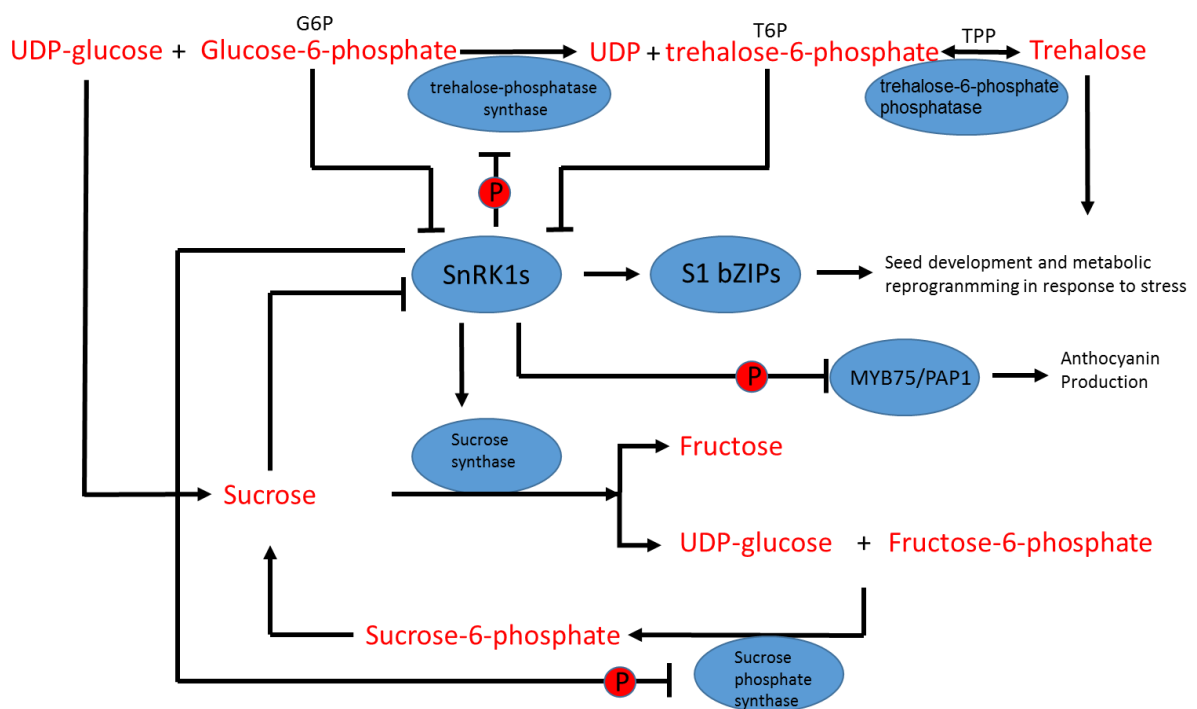 G6P
T6P
UDP-glucose + Glucose-6-phosphate
UDP + trehalose-6-phosphate
TPP
Trehalose
trehalose-phosphatase
synthase
trehalose-6-phosphate
phosphatase
P
SnRK1s
S1 bZIPs
Seed development and metabolic
reprogranmming in response to stress
P
MYB75/PAP1
Anthocyanin
Production
Sucrose
synthase
Fructose
Sucrose
UDP-glucose + Fructose-6-phosphate
Sucrose-6-phosphate
P
Sucrose
phosphate
synthase